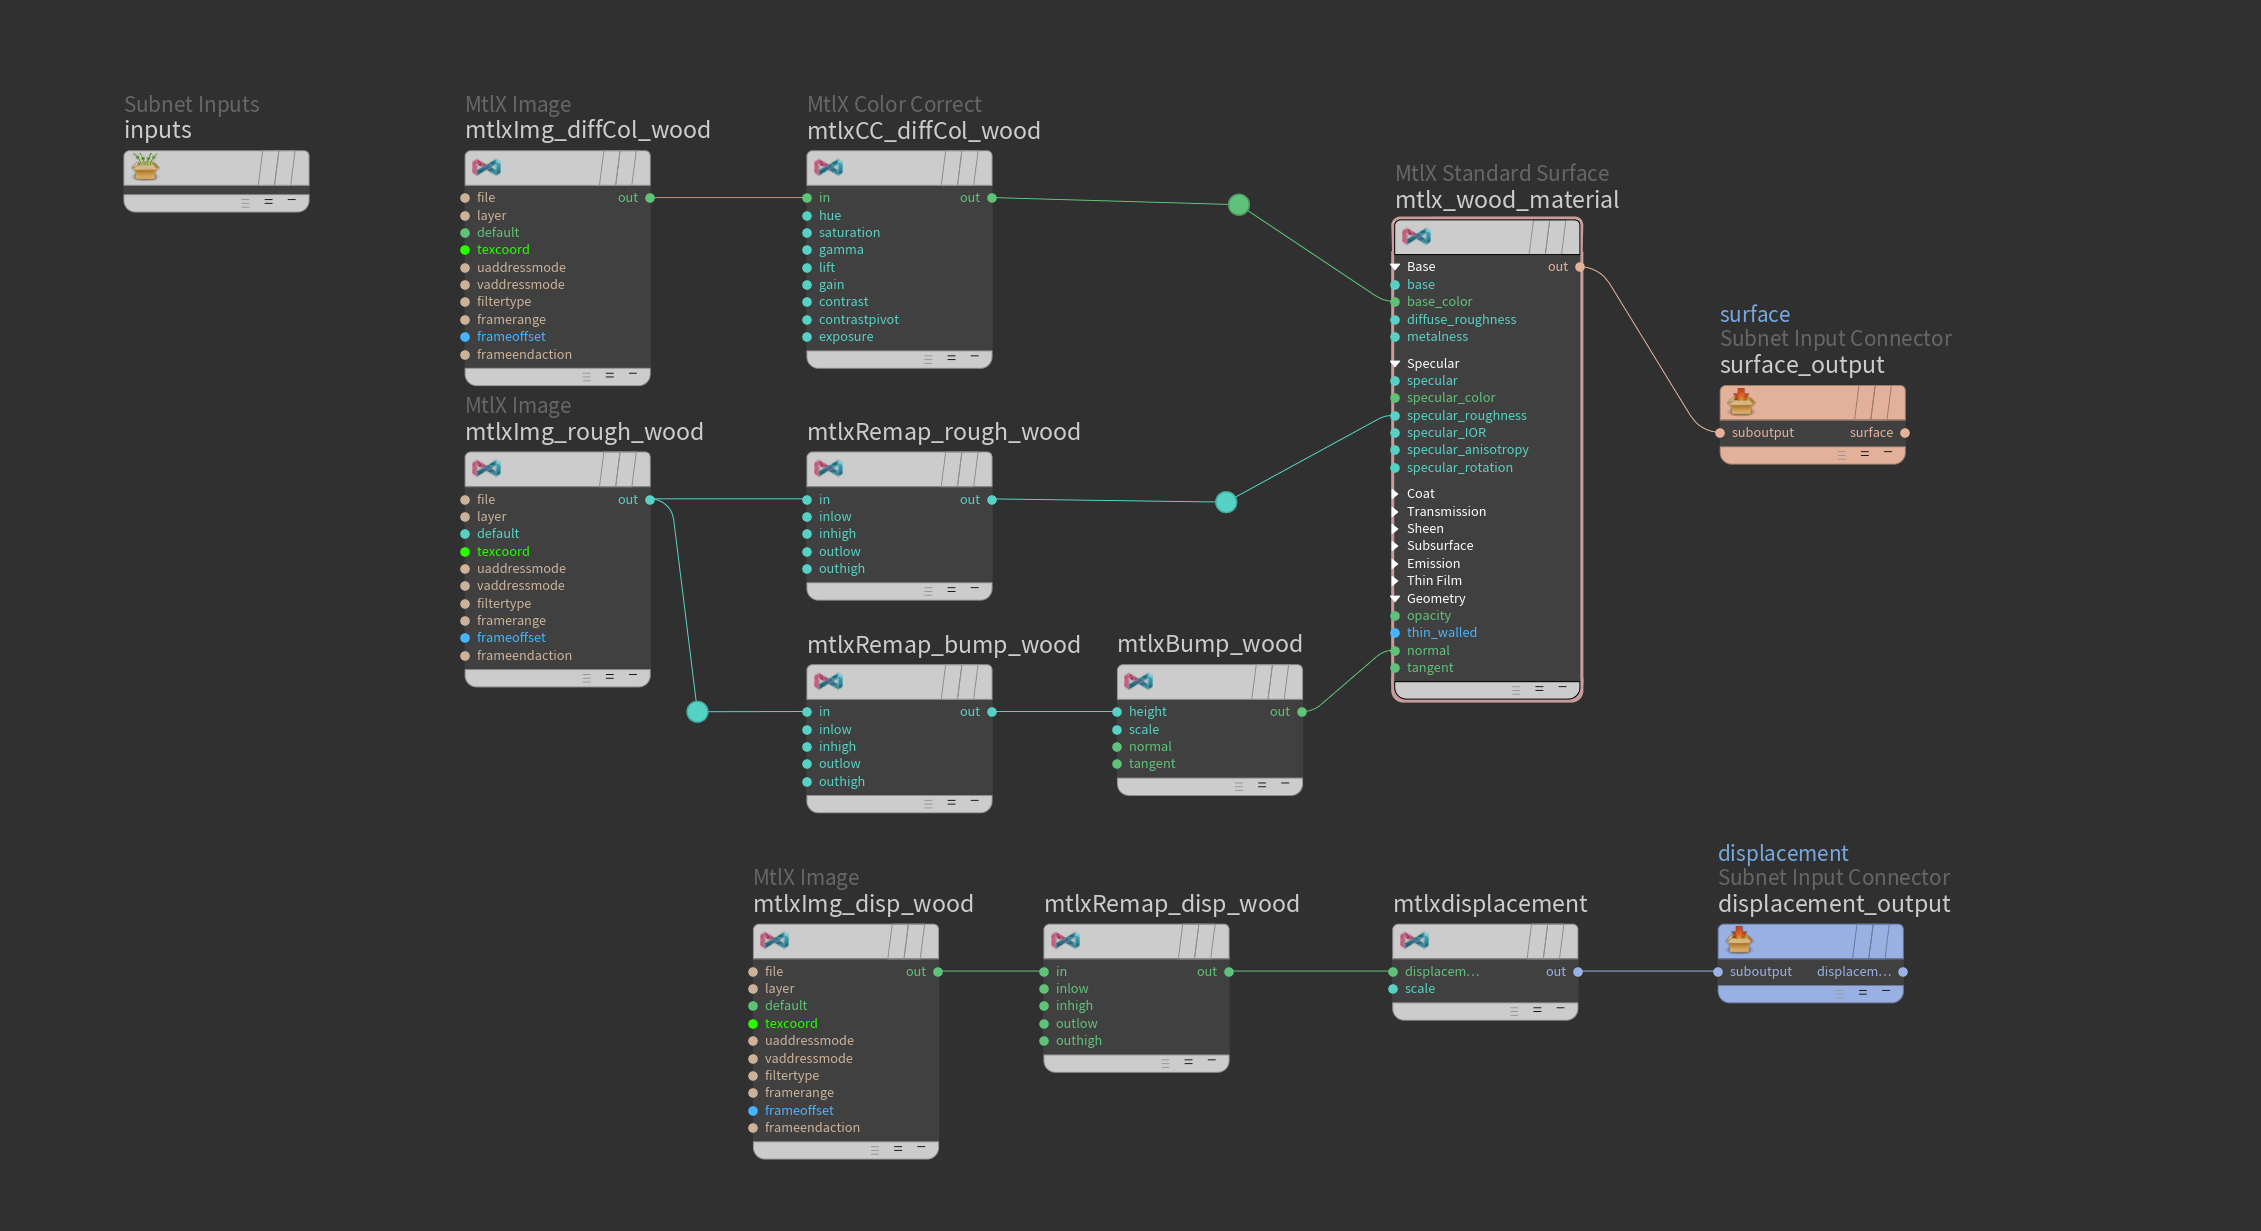 Subnet Inputs
inputs
MtlX Image
mtlxImg_diffCol_wood
file out
layer
default
texcoord
uaddressmode
vaddressmode
filtertype
framerange
frameoffset
frameendaction
MtlX Color Correct
mtlxCC_diffCol_wood
in out
hue
saturation
gamma
lift
gain
contrast
contrastpivot
exposure
MtlX Image
mtlxImg_rough_wood
file out
layer
default
texcoord
uaddressmode
vaddressmode
filtertype
framerange
frameoffset
frameendaction
mtlxRemap_rough_wood
in out
inlow
inhigh
outlow
outhigh
mtlxRemap_bump_wood
in out
inlow
inhigh
outlow
outhigh
mtlxBump_wood
height out
scale
normal
tangent
MtlX Standard Surface
mtlx_wood_material
Base out
base
base_color
diffuse_roughness
metalness
Specular
specular
specular_color
specular_roughness
specular_IOR
specular_anisotropy
specular_rotation
Coat
Transmission
Sheen
Subsurface
Emission
Thin Film
Geometry
opacity
thin_walled
normal
tangent
surface
Subnet Input Connector
surface_output
suboutput surface
MtlX Image
mtlxImg_disp_wood
file out
layer
default
texcoord
uaddressmode
vaddressmode
filtertype
framerange
frameoffset
frameendaction
mtlxRemap_disp_wood
in out
inlow
inhigh
outlow
outhigh
mtlxdisplacement
displacem... out
scale
displacement
Subnet Input Connector
displacement_output
suboutput displacem...